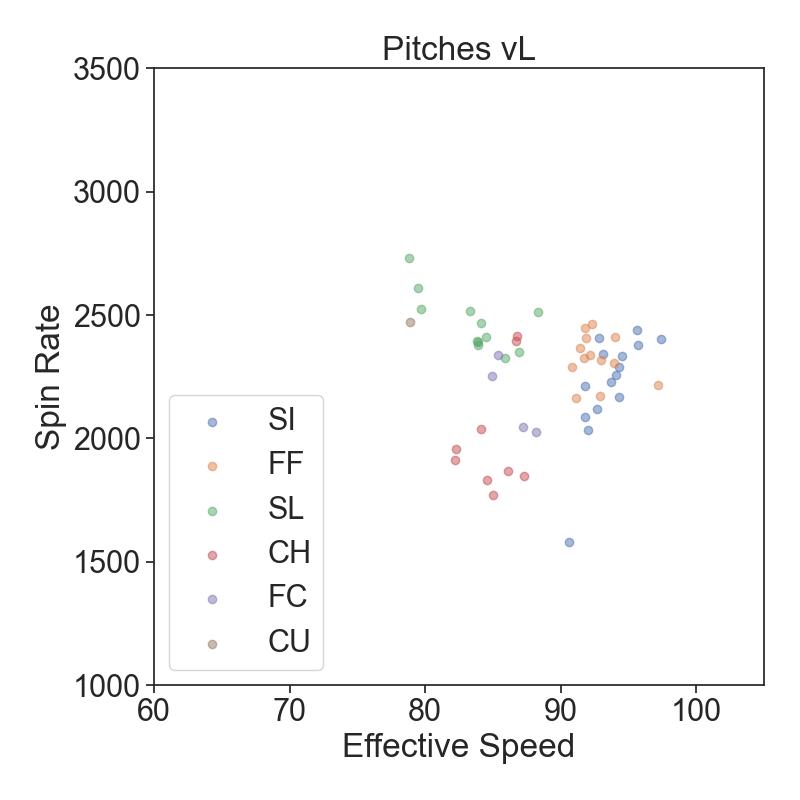 Pitches vL
3500
3000
2500
2000
1500
1000
Spin Rate
SI
FF
SL
CH
FC
CU
60 70 80 90 100
Effective Speed